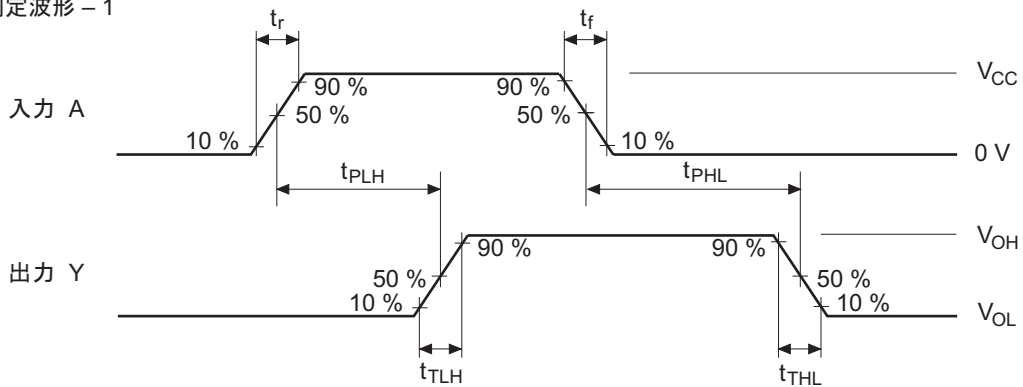 定波形 – 1
tr
tf
90 %
90 %
VCC
入力 A
50 %
50 %
10 %
10 %
0 V
tPLH
tPHL
90 %
90 %
VOH
出力 Y
50 %
50 %
10 %
10 %
VOL
tTLH
tTHL